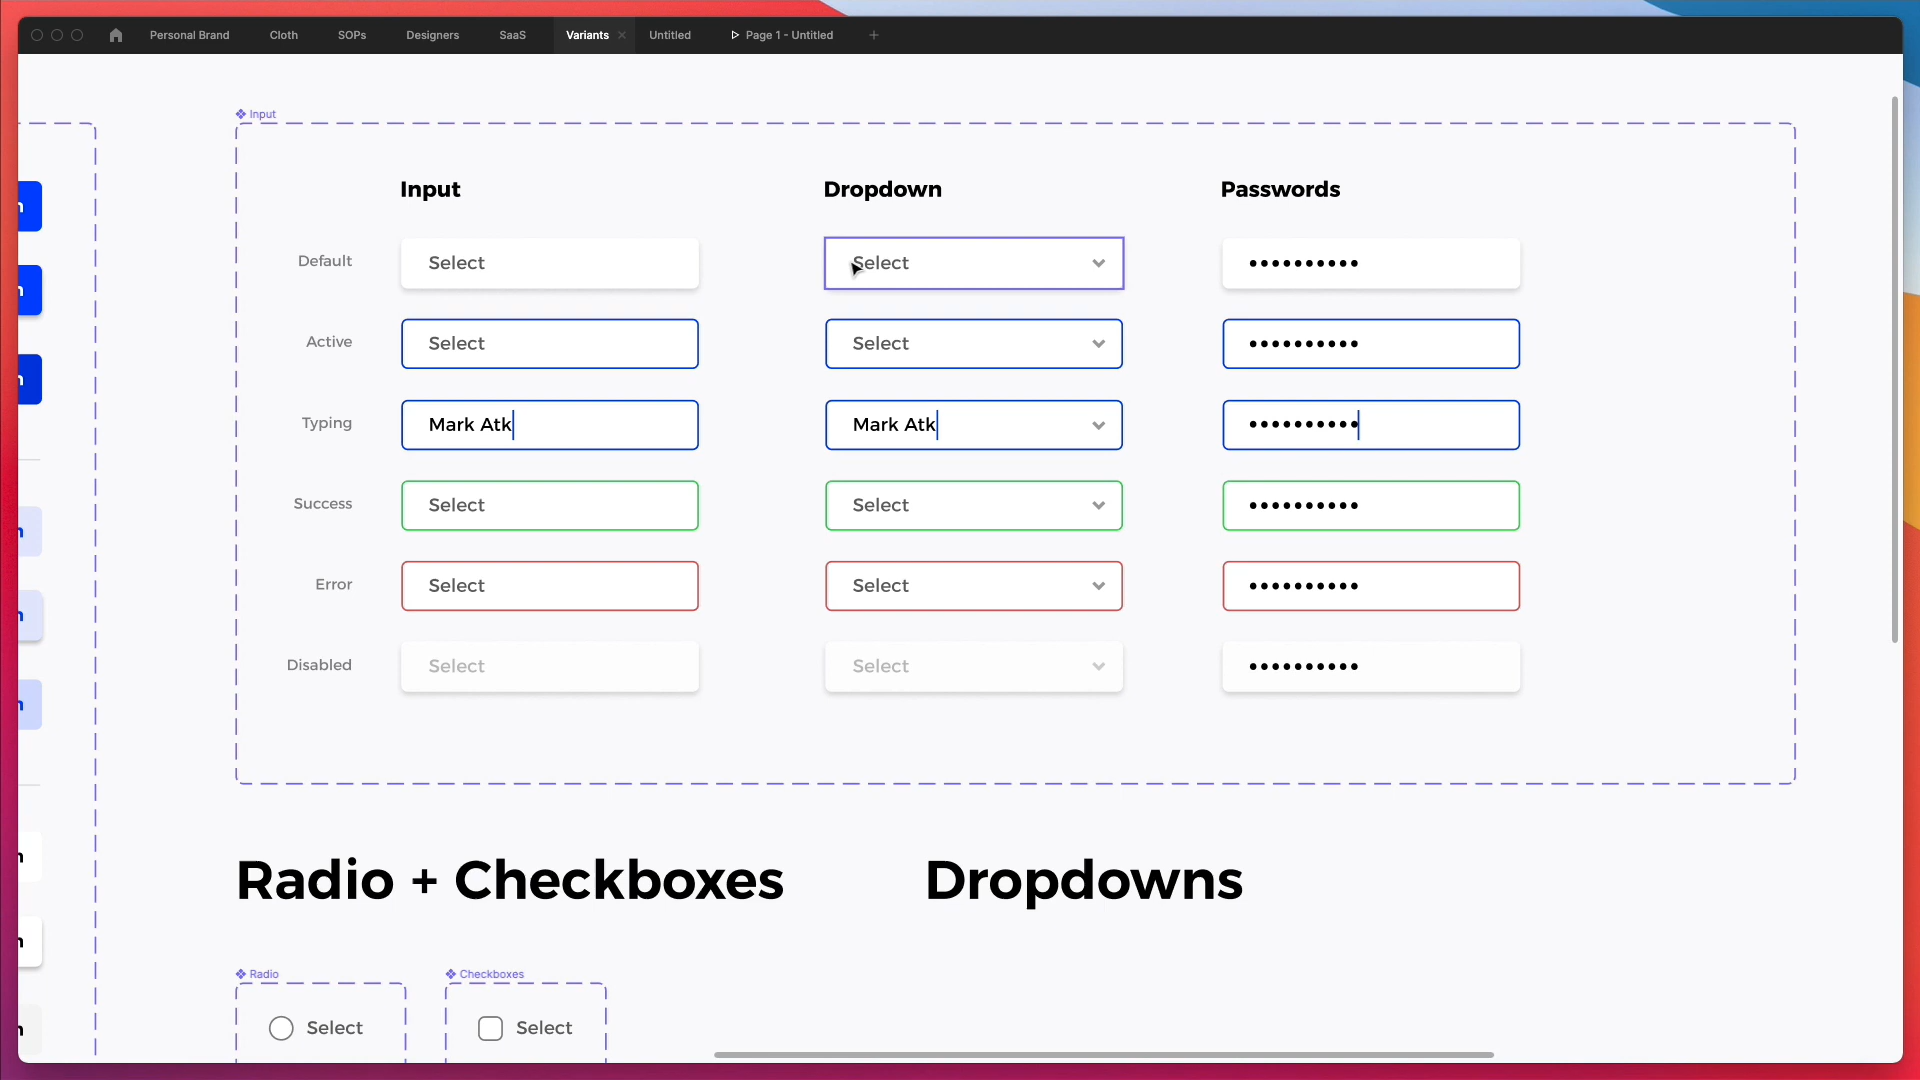 Personal Brand Cloth SOPs Designers SaaS Variants Untitled Page 1 - Untitled
Input
Input Dropdown Passwords
Default Select Select ••••••••••
Active Select Select ••••••••••
Typing Mark Atk Mark Atk ••••••••••
Success Select Select ••••••••••
Error Select Select ••••••••••
Disabled Select Select ••••••••••
Radio + Checkboxes Dropdowns
Radio Checkboxes
Select Select